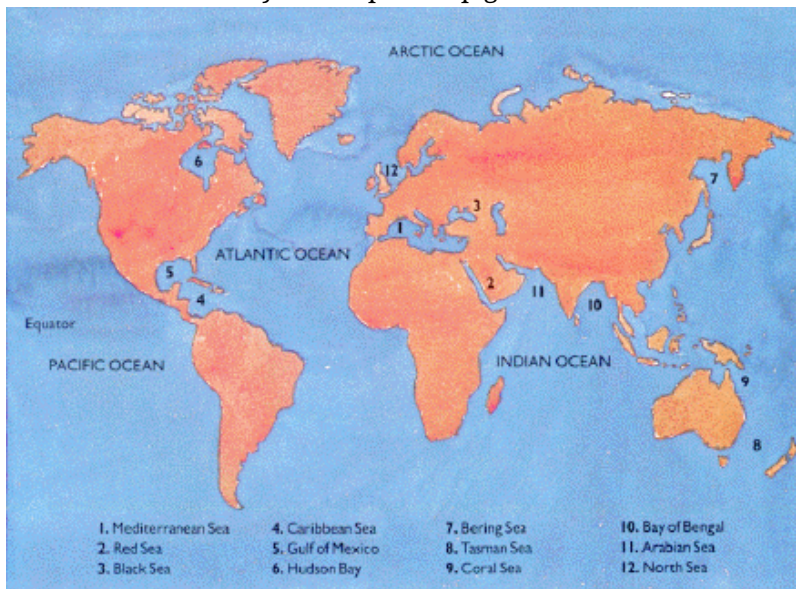 ARCTIC OCEAN
6
12
7
3
1
ATLANTIC OCEAN
5
2
4
11
10
Equator
PACIFIC OCEAN
INDIAN OCEAN
9
8
1. Mediterranean Sea
2. Red Sea
3. Black Sea
4. Caribbean Sea
5. Gulf of Mexico
6. Hudson Bay
7. Bering Sea
8. Tasman Sea
9. Coral Sea
10. Bay of Bengal
11. Arabian Sea
12. North Sea